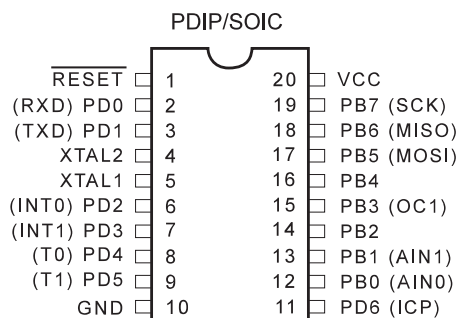 PDIP/SOIC
RESET 1 20 VCC
(RXD) PD0 2 19 PB7 (SCK)
(TXD) PD1 3 18 PB6 (MISO)
XTAL2 4 17 PB5 (MOSI)
XTAL1 5 16 PB4
(INT0) PD2 6 15 PB3 (OC1)
(INT1) PD3 7 14 PB2
(T0) PD4 8 13 PB1 (AIN1)
(T1) PD5 9 12 PB0 (AIN0)
GND 10 11 PD6 (ICP)